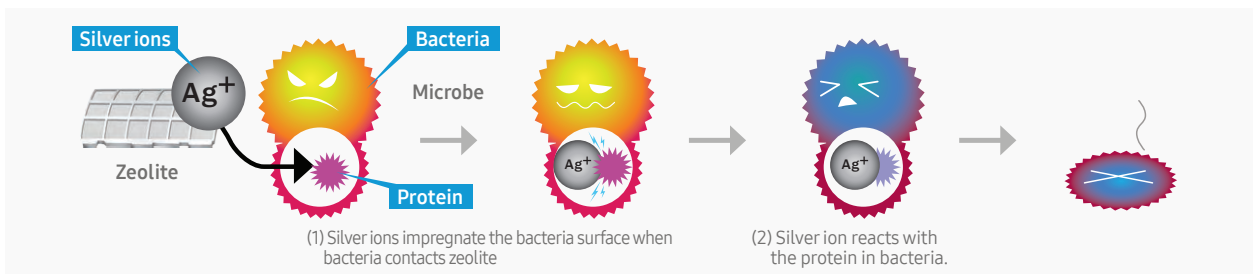 Silver ions
Ag+
Bacteria
Microbe
Zeolite
Protein
Ag+
Ag+
(1) Silver ions impregnate the bacteria surface when
bacteria contacts zeolite
(2) Silver ion reacts with
the protein in bacteria.